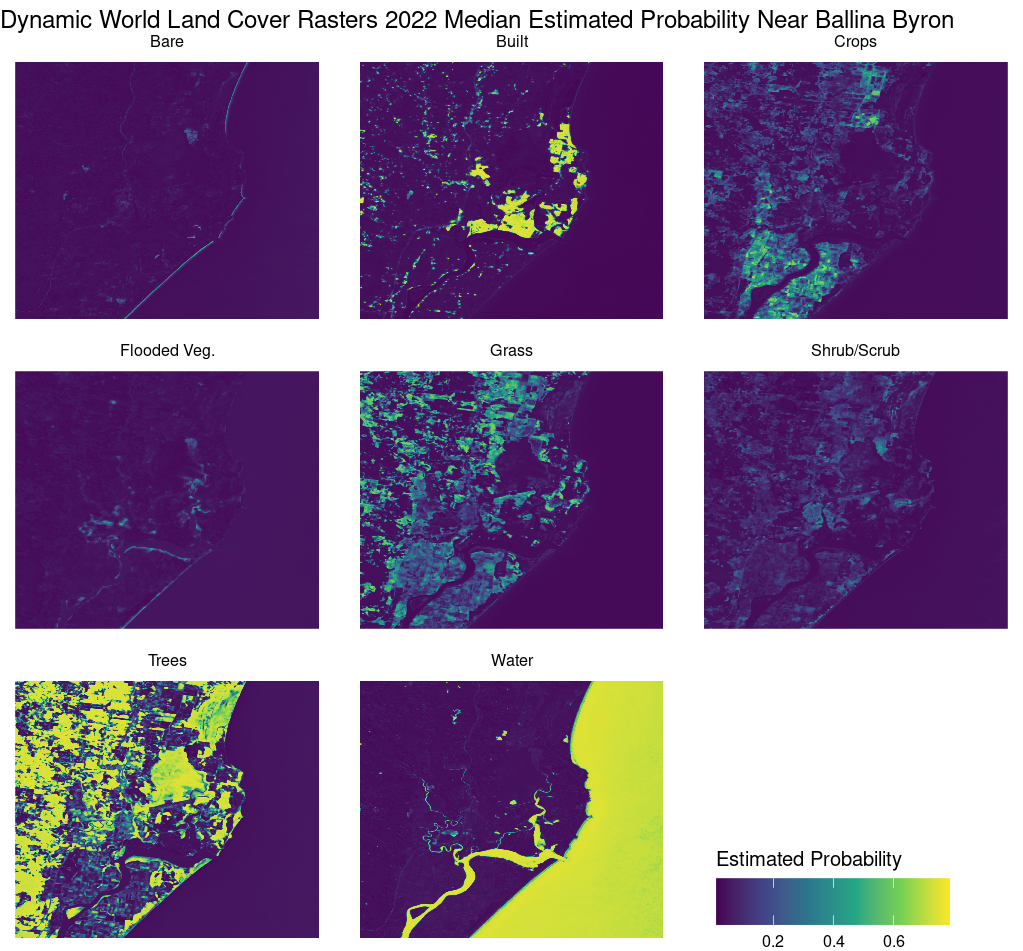 Dynamic World Land Cover Rasters 2022 Median Estimated Probability Near Ballina Byron
Bare
Built
Crops
Flooded Veg.
Grass
Shrub/Scrub
Trees
Water
Estimated Probability
0.2 0.4 0.6